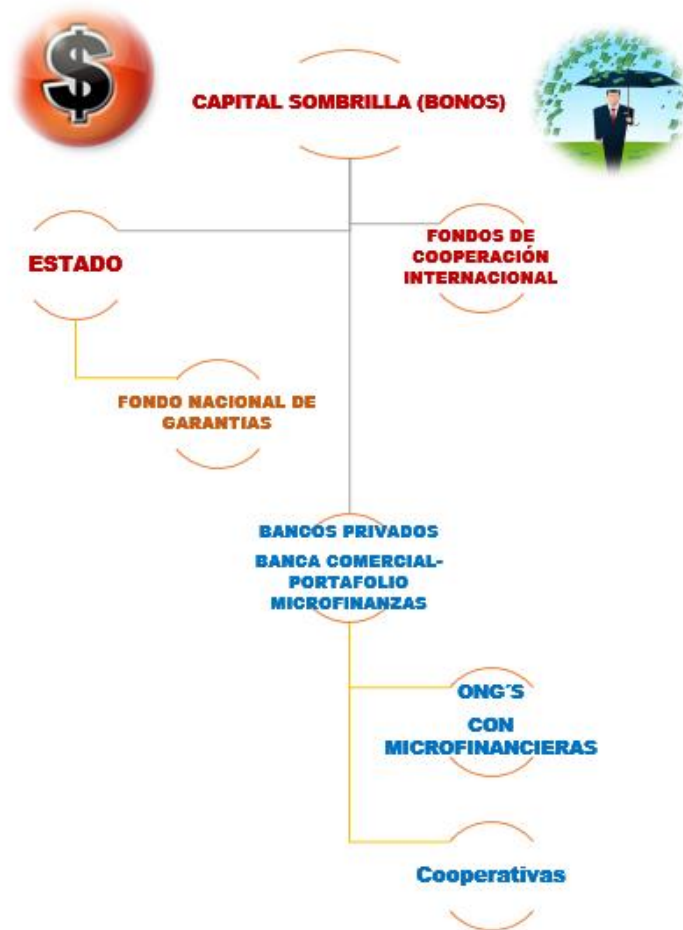 $
CAPITAL SOMBRILLA (BONOS)
ESTADO
FONDOS DE
COOPERACIÓN
INTERNACIONAL
FONDO NACIONAL DE
GARANTIAS
BANCOS PRIVADOS
BANCA COMERCIAL-
PORTAFOLIO
MICROFINANZAS
ONG´S
CON
MICROFINANCIERAS
Cooperativas